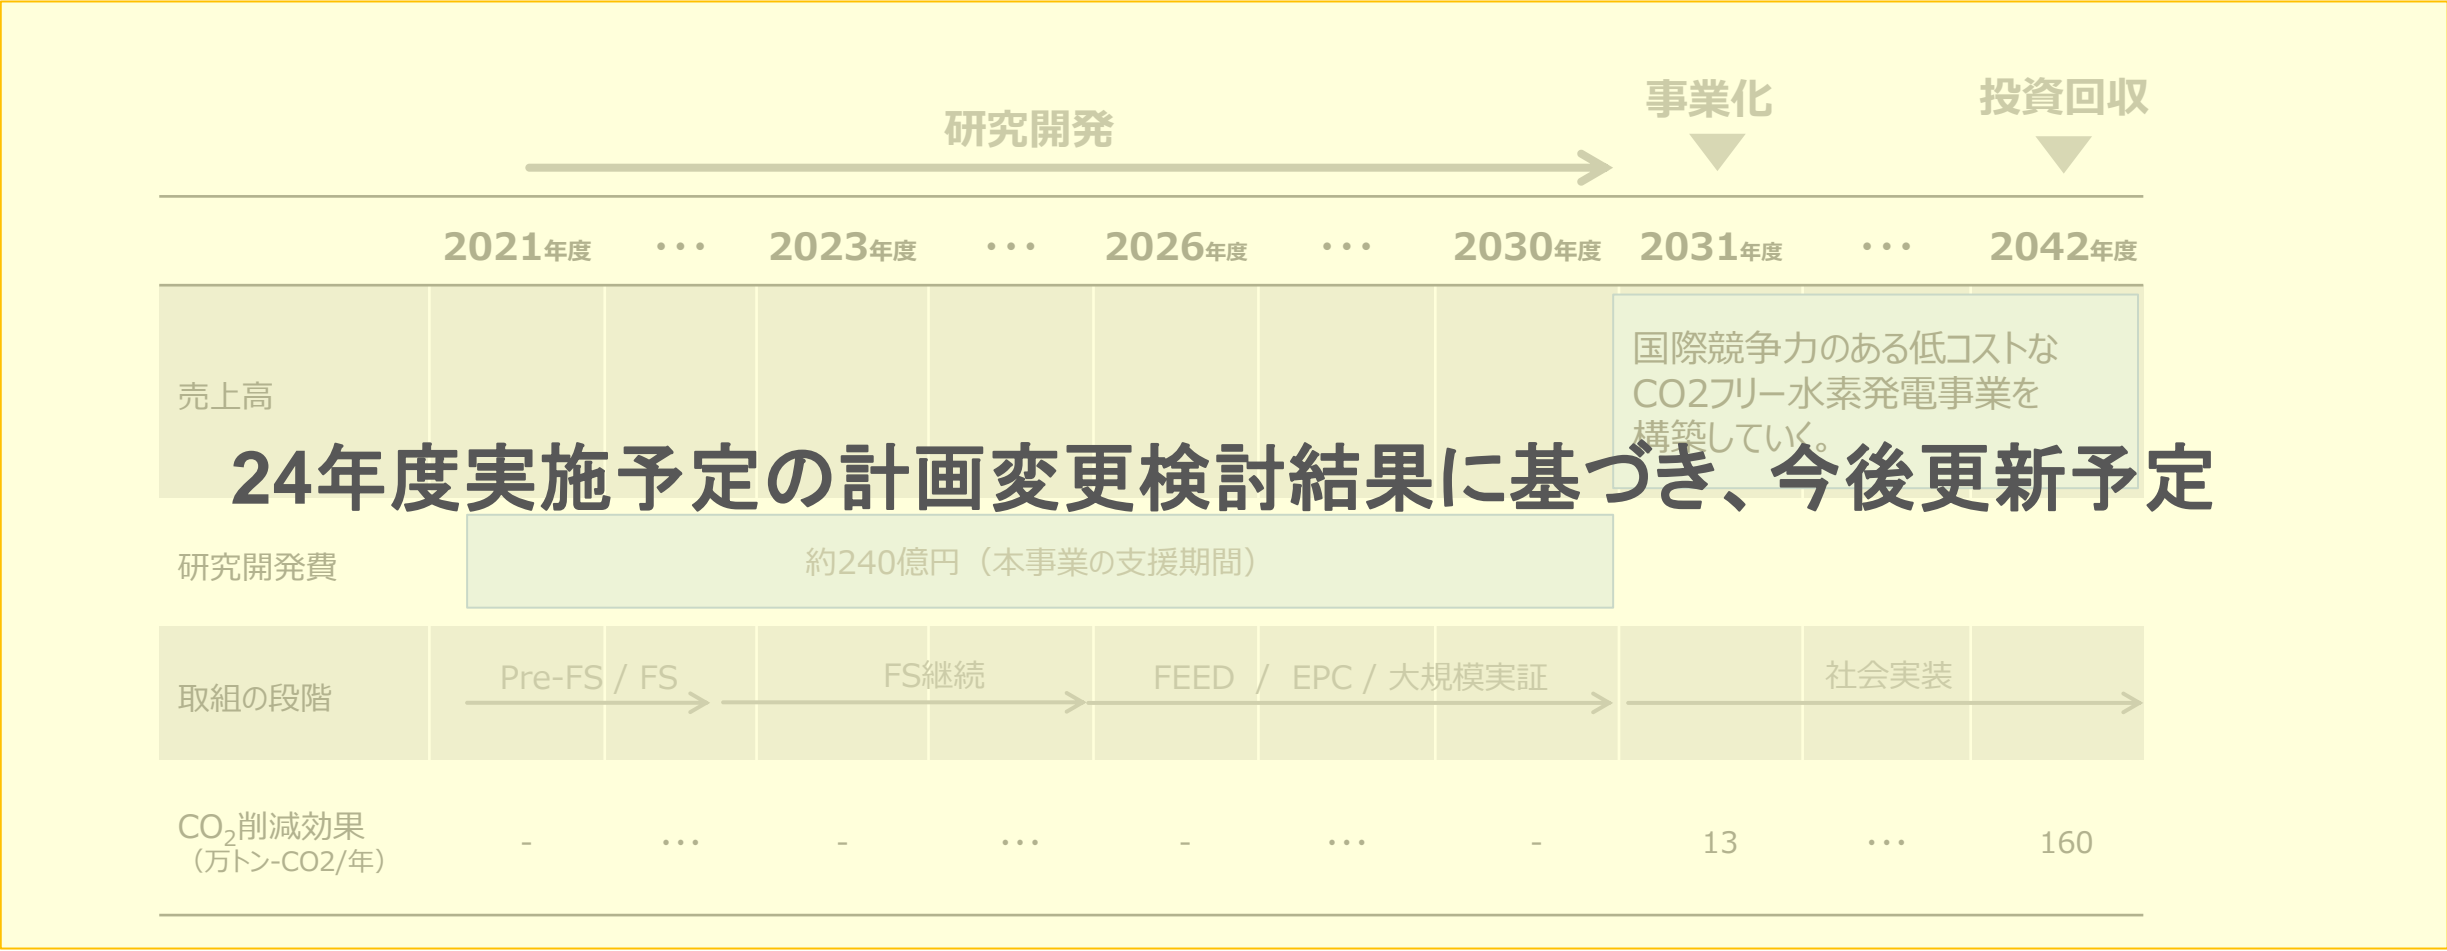 研究開発
事業化
投資回収
2021年度 ・・・ 2023年度 ・・・ 2026年度 ・・・ 2030年度 2031年度 ・・・ 2042年度
売上高
国際競争力のある低コストな
CO2フリー水素発電事業を
構築していく。
24年度実施予定の計画変更検討結果に基づき、今後更新予定
研究開発費
約240億円（本事業の支援期間）
取組の段階
Pre-FS / FS
FS継続
FEED / EPC / 大規模実証
社会実装
CO₂削減効果
（万トン-CO2/年）
- ・・・ - ・・・ - ・・・ - 13 ・・・ 160